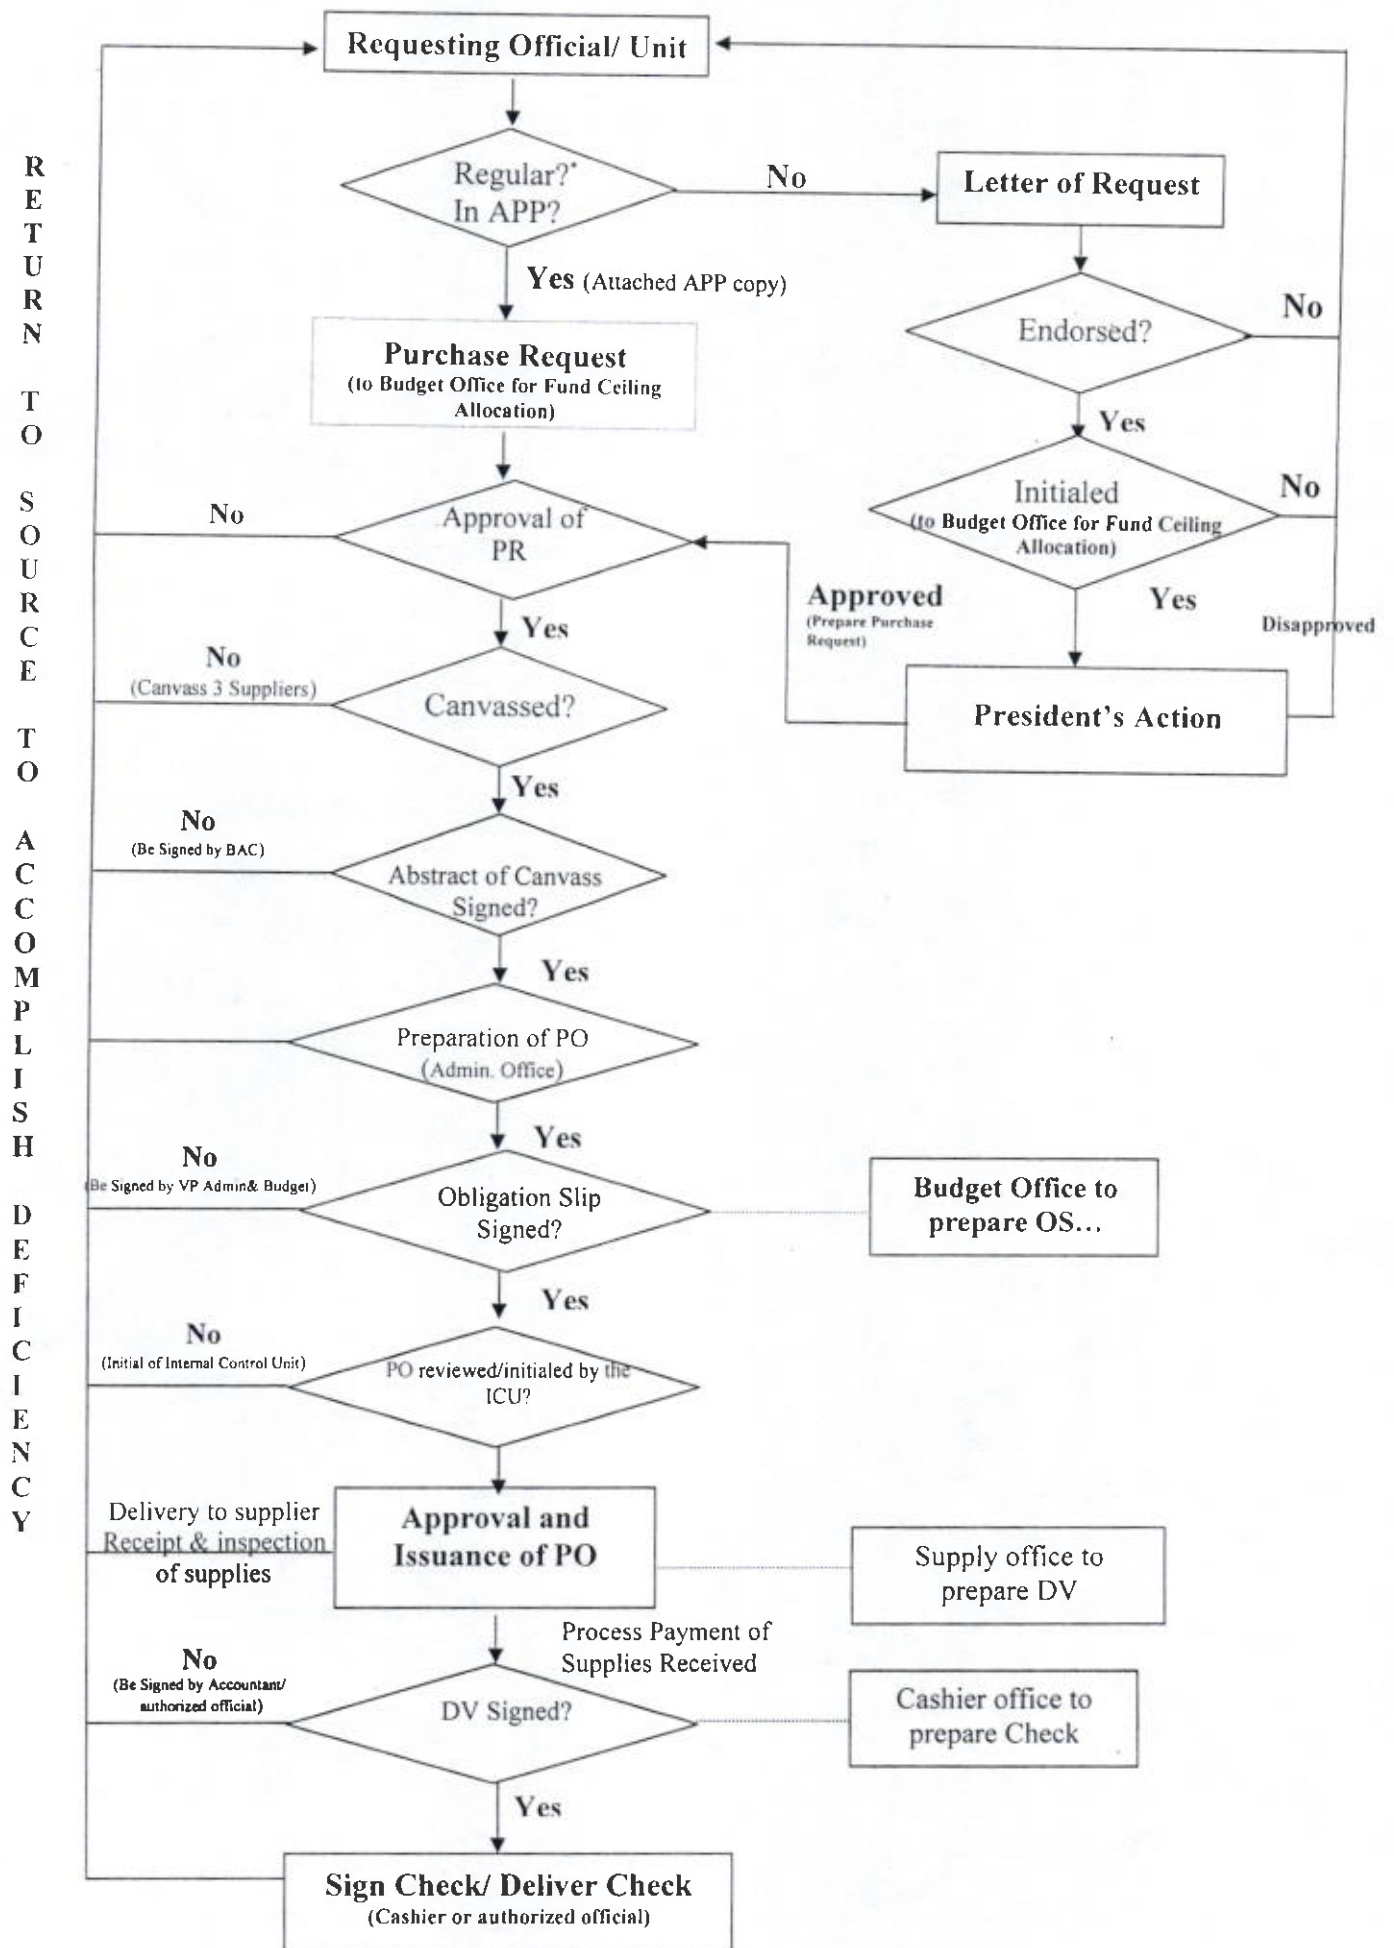 Requesting Official/ Unit
Regular?*
In APP?
No
Letter of Request
Yes (Attached APP copy)
Endorsed?
No
Purchase Request
(to Budget Office for Fund Ceiling
Allocation)
Yes
Initialed
(to Budget Office for Fund Ceiling
Allocation)
No
No
Approval of
PR
Approved
(Prepare Purchase
Request)
Yes
Disapproved
Yes
President's Action
No
(Canvass 3 Suppliers)
Canvassed?
Yes
No
(Be Signed by BAC)
Abstract of Canvass
Signed?
Yes
Preparation of PO
(Admin. Office)
Yes
No
(Be Signed by VP Admin& Budget)
Obligation Slip
Signed?
Budget Office to
prepare OS...
Yes
No
(Initial of Internal Control Unit)
PO reviewed/initialed by the
ICU?
Delivery to supplier
Receipt & inspection
of supplies
Approval and
Issuance of PO
Supply office to
prepare DV
Process Payment of
Supplies Received
No
(Be Signed by Accountant/
authorized official)
DV Signed?
Cashier office to
prepare Check
Yes
Sign Check/ Deliver Check
(Cashier or authorized official)
RETURN TO SOURCE TO ACCOMPLISH DEFICIENCY